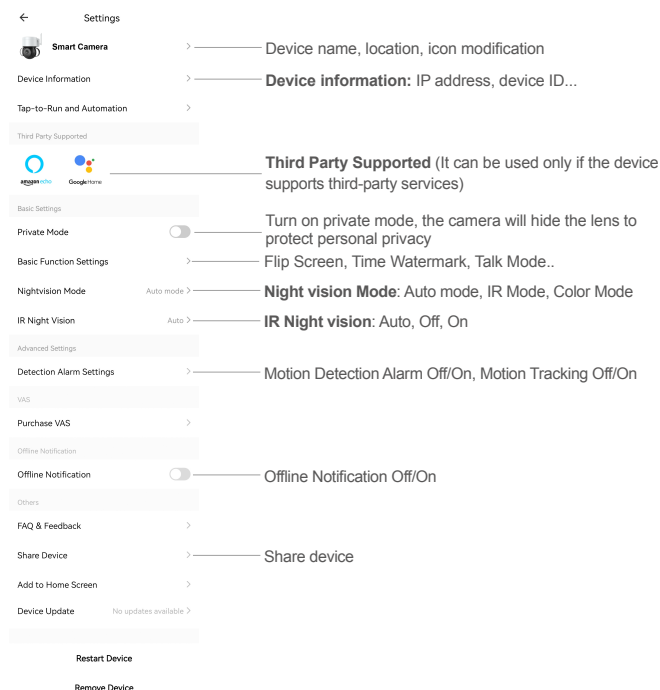 Settings
Smart Camera
Device name, location, icon modification
Device Information
Device information: IP address, device ID...
Tap-to-Run and Automation
Third Party Supported
amazon echo
Google Home
Third Party Supported (It can be used only if the device
supports third-party services)
Basic Settings
Private Mode
Turn on private mode, the camera will hide the lens to
protect personal privacy
Basic Function Settings
Flip Screen, Time Watermark, Talk Mode..
Nightvision Mode Auto mode
Night vision Mode: Auto mode, IR Mode, Color Mode
IR Night Vision Auto
IR Night vision: Auto, Off, On
Advanced Settings
Detection Alarm Settings
Motion Detection Alarm Off/On, Motion Tracking Off/On
VAS
Purchase VAS
Offline Notification
Offline Notification
Offline Notification Off/On
Others
FAQ & Feedback
Share Device
Share device
Add to Home Screen
Device Update No updates available
Restart Device
Remove Device